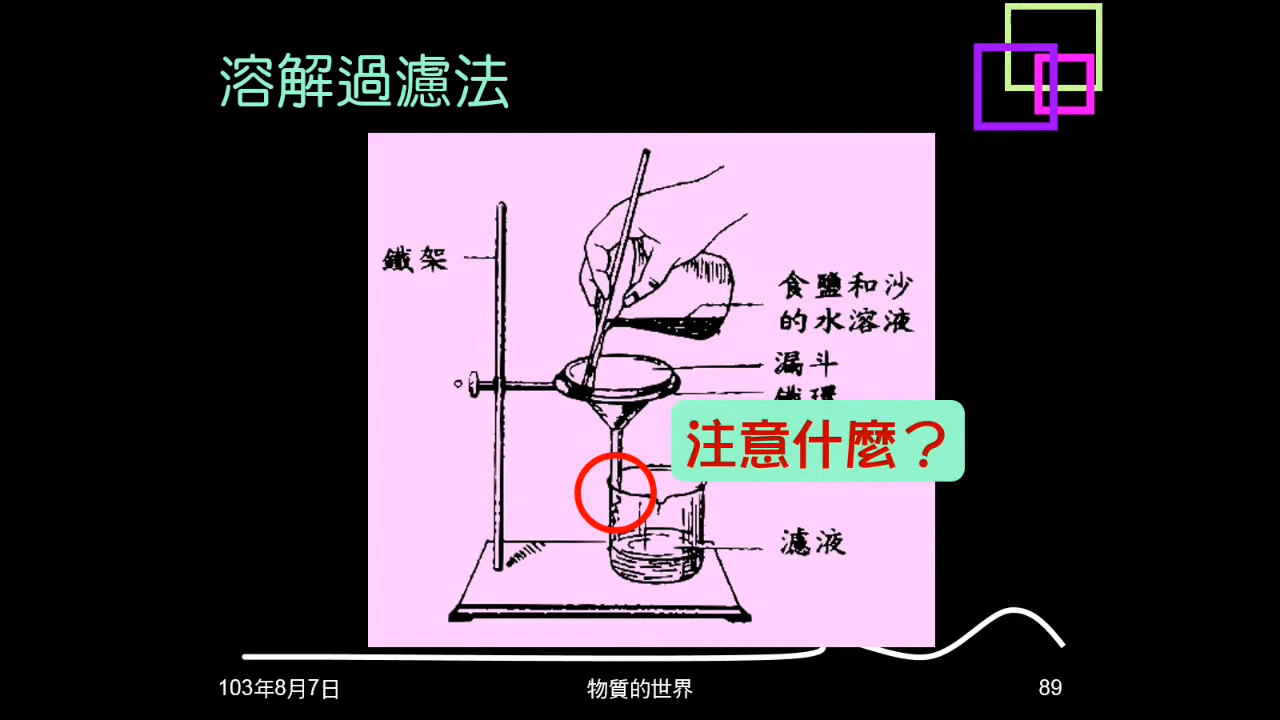 溶解過濾法
鐵架
食鹽和沙
的水溶液
漏斗
注意什麼？
濾液
103年8月7日
物質的世界
89